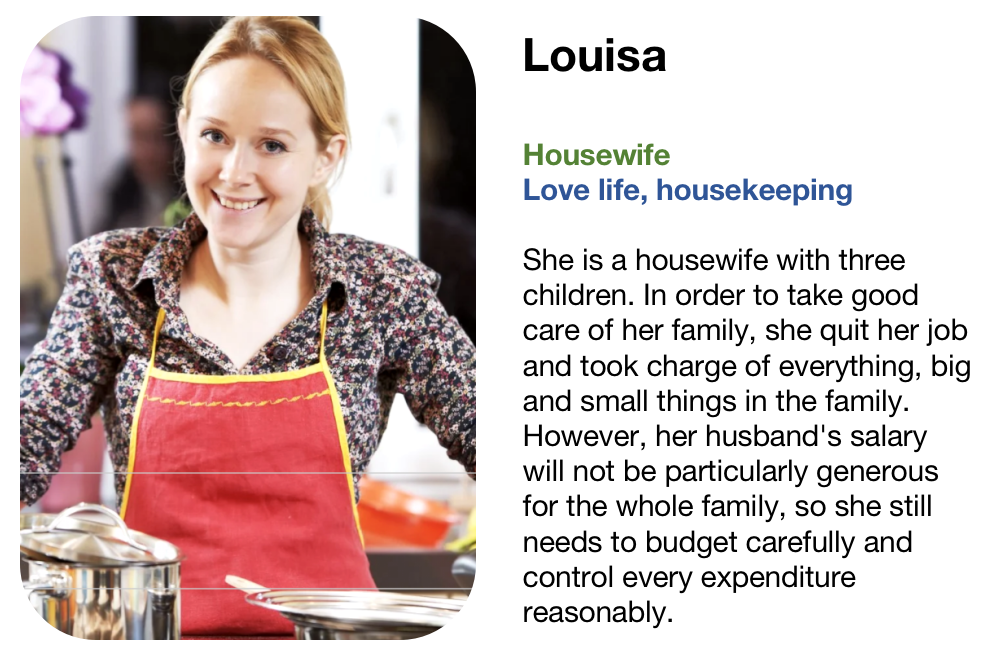 Louisa
Housewife
Love life, housekeeping
She is a housewife with three
children. In order to take good
care of her family, she quit her job
and took charge of everything, big
and small things in the family.
However, her husband's salary
will not be particularly generous
for the whole family, so she still
needs to budget carefully and
control every expenditure
reasonably.